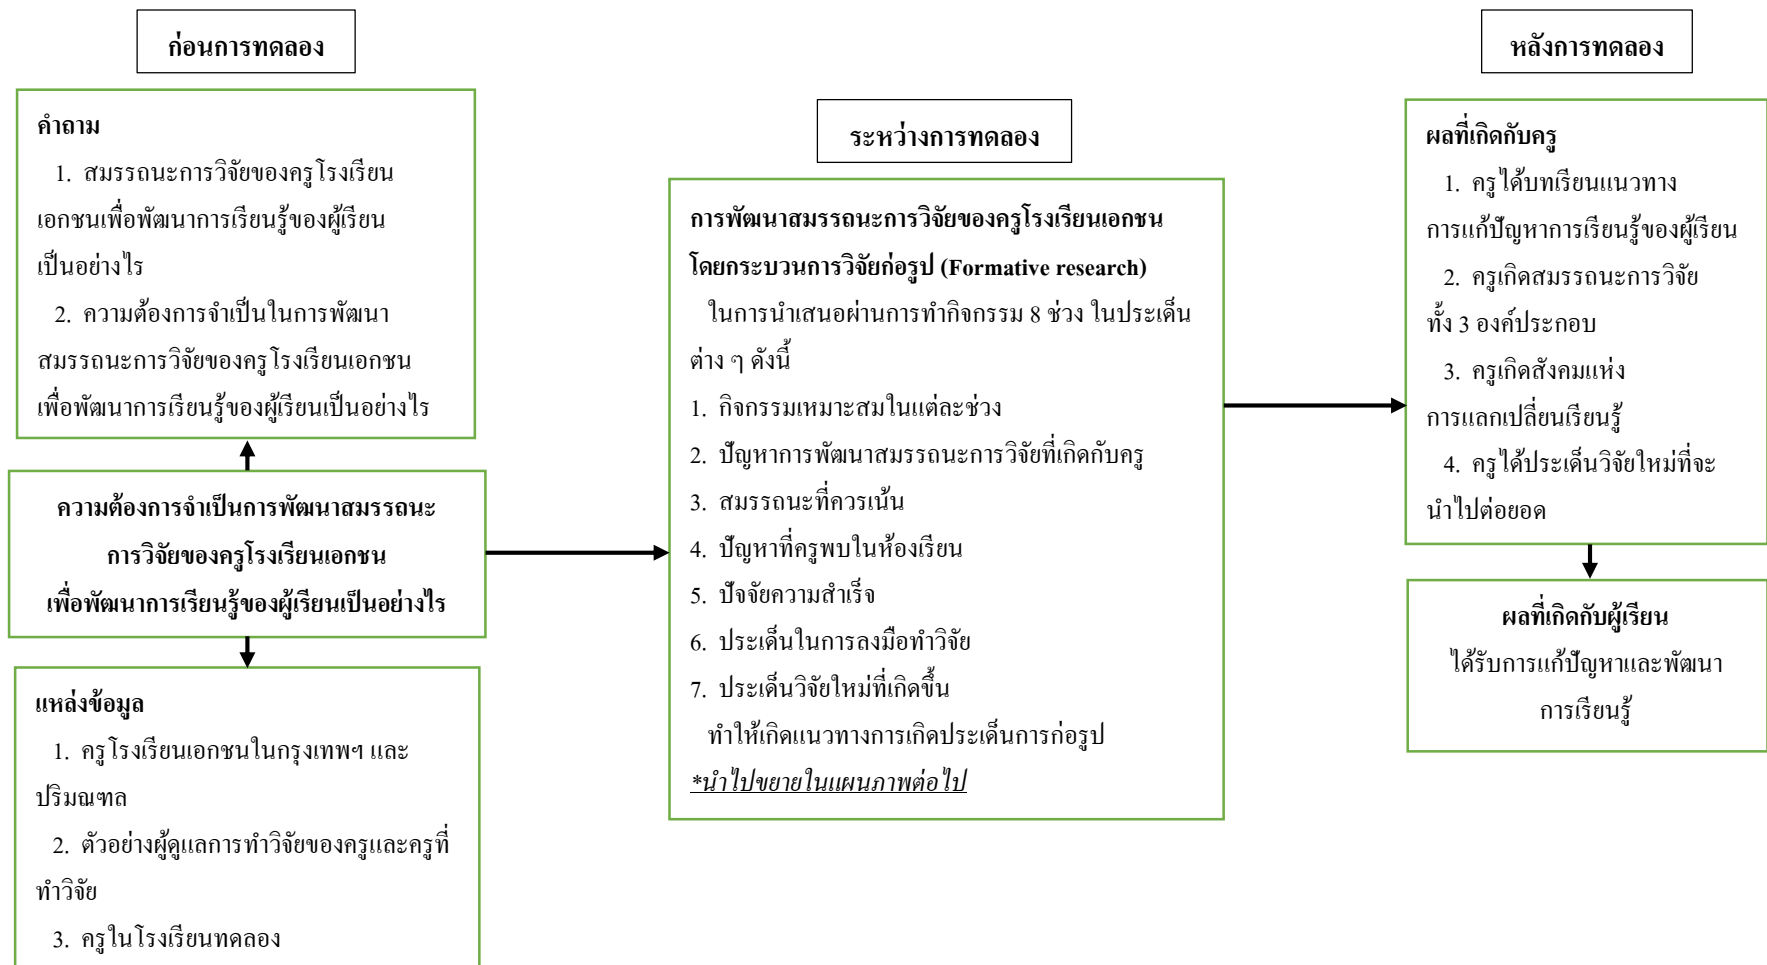 ก่อนการทดลอง
คำถาม
1. สมรรถนะการวิจัยของครูโรงเรียน
เอกชนเพื่อพัฒนาการเรียนรู้ของผู้เรียน
เป็นอย่างไร
2. ความต้องการจำเป็นในการพัฒนา
สมรรถนะการวิจัยของครูโรงเรียนเอกชน
เพื่อพัฒนาการเรียนรู้ของผู้เรียนเป็นอย่างไร
ความต้องการจำเป็นการพัฒนาสมรรถนะ
การวิจัยของครูโรงเรียนเอกชน
เพื่อพัฒนาการเรียนรู้ของผู้เรียนเป็นอย่างไร
แหล่งข้อมูล
1. ครูโรงเรียนเอกชนในกรุงเทพฯ และ
ปริมณฑล
2. ตัวอย่างผู้ดูแลการทำวิจัยของครูและครูที่
ทำวิจัย
3. ครูในโรงเรียนทดลอง
ระหว่างการทดลอง
การพัฒนาสมรรถนะการวิจัยของครูโรงเรียนเอกชน
โดยกระบวนการวิจัยก่อรูป (Formative research)
ในการนำเสนอผ่านการทำกิจกรรม 8 ช่วง ในประเด็น
ต่าง ๆ ดังนี้
1. กิจกรรมเหมาะสมในแต่ละช่วง
2. ปัญหาการพัฒนาสมรรถนะการวิจัยที่เกิดกับครู
3. สมรรถนะที่ควรเน้น
4. ปัญหาที่ครูพบในห้องเรียน
5. ปัจจัยความสำเร็จ
6. ประเด็นในการลงมือทำวิจัย
7. ประเด็นวิจัยใหม่ที่เกิดขึ้น
ทำให้เกิดแนวทางการเกิดประเด็นการก่อรูป
*นำไปขยายในแผนภาพต่อไป
หลังการทดลอง
ผลที่เกิดกับครู
1. ครูได้บทเรียนแนวทาง
การแก้ปัญหาการเรียนรู้ของผู้เรียน
2. ครูเกิดสมรรถนะการวิจัย
ทั้ง 3 องค์ประกอบ
3. ครูเกิดสังคมแห่ง
การแลกเปลี่ยนเรียนรู้
4. ครูได้ประเด็นวิจัยใหม่ที่จะ
นำไปต่อยอด
ผลที่เกิดกับผู้เรียน
ได้รับการแก้ปัญหาและพัฒนา
การเรียนรู้